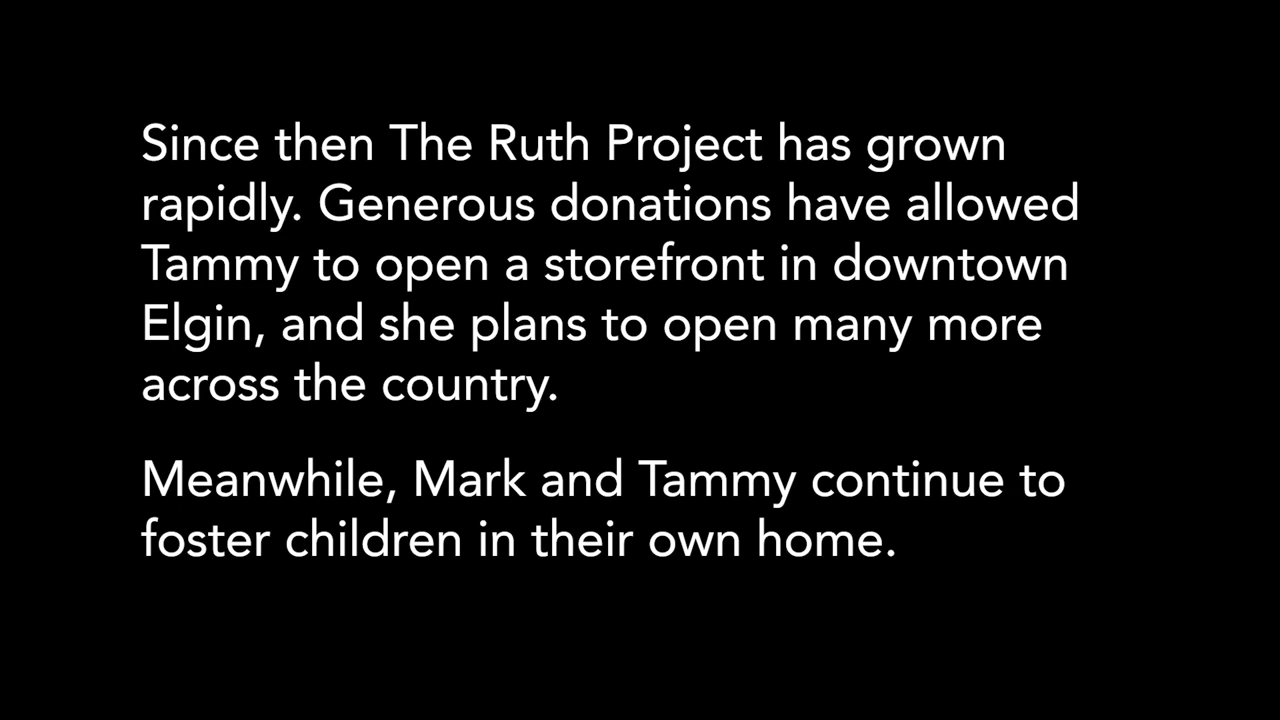 Since then The Ruth Project has grown
rapidly. Generous donations have allowed
Tammy to open a storefront in downtown
Elgin, and she plans to open many more
across the country.
Meanwhile, Mark and Tammy continue to
foster children in their own home.